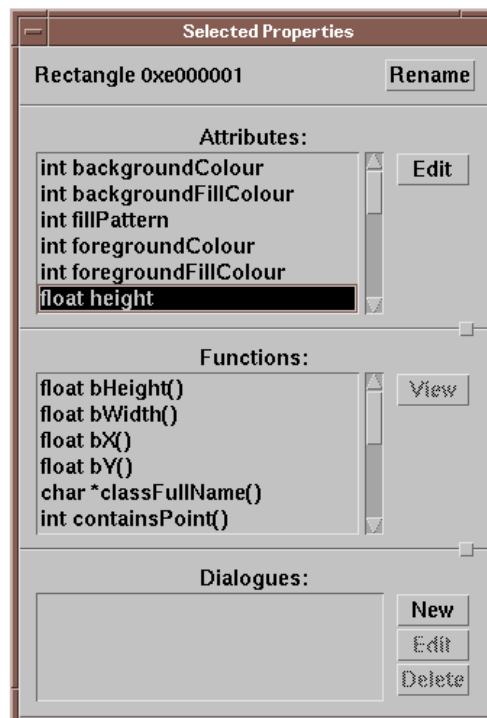 Selected Properties
Rectangle 0xe000001
Rename
Attributes:
int backgroundColour
int backgroundFillColour
int fillPattern
int foregroundColour
int foregroundFillColour
float height
Edit
Functions:
float bHeight()
float bWidth()
float bX()
float bY()
char *classFullName()
int containsPoint()
View
Dialogues:
New
Edit
Delete